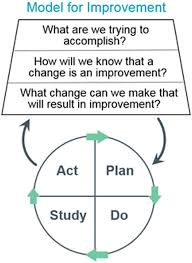 Model for Improvement
What are we trying to
accomplish?
How will we know that a
change is an improvement?
What change can we make that
will result in improvement?
Act
Plan
Study
Do